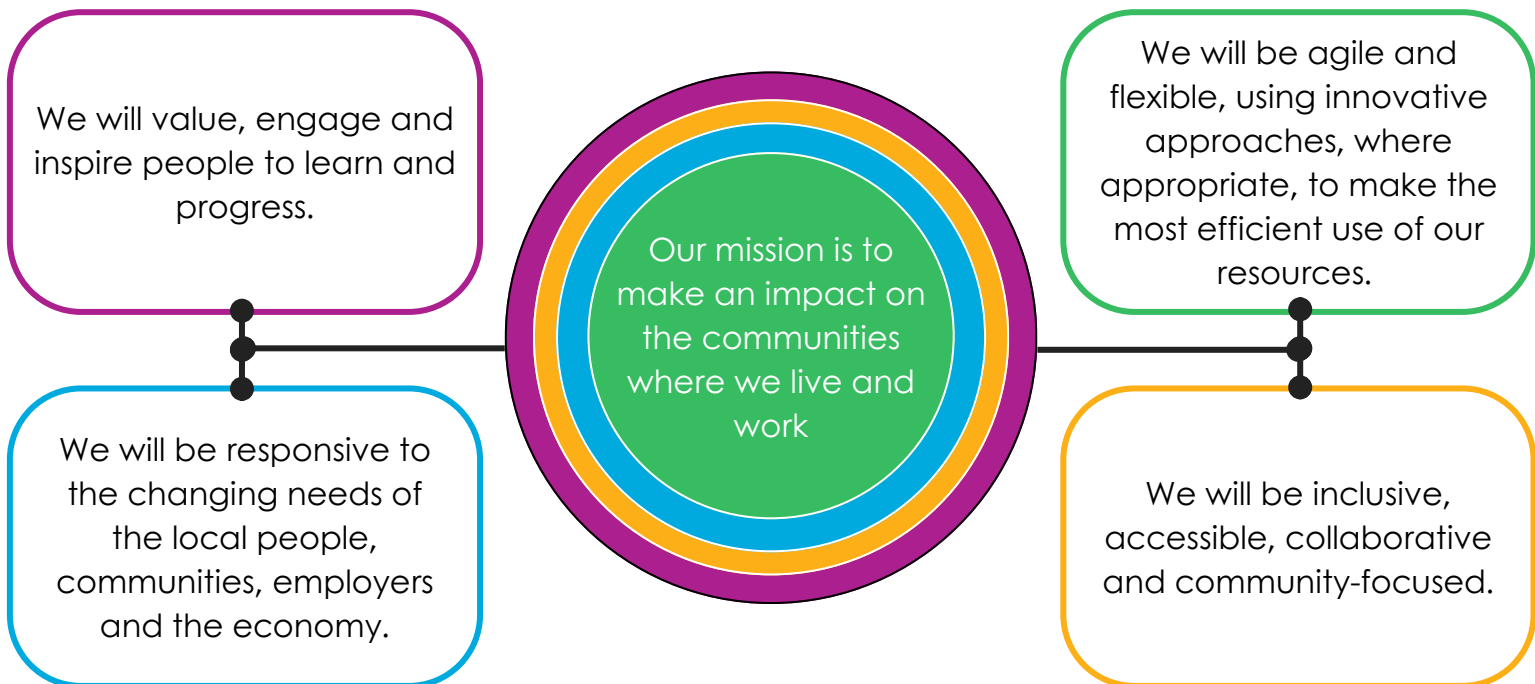 We will value, engage and
inspire people to learn and
progress.
We will be responsive to
the changing needs of
the local people,
communities, employers
and the economy.
Our mission is to
make an impact on
the communities
where we live and
work
We will be agile and
flexible, using innovative
approaches, where
appropriate, to make the
most efficient use of our
resources.
We will be inclusive,
accessible, collaborative
and community-focused.